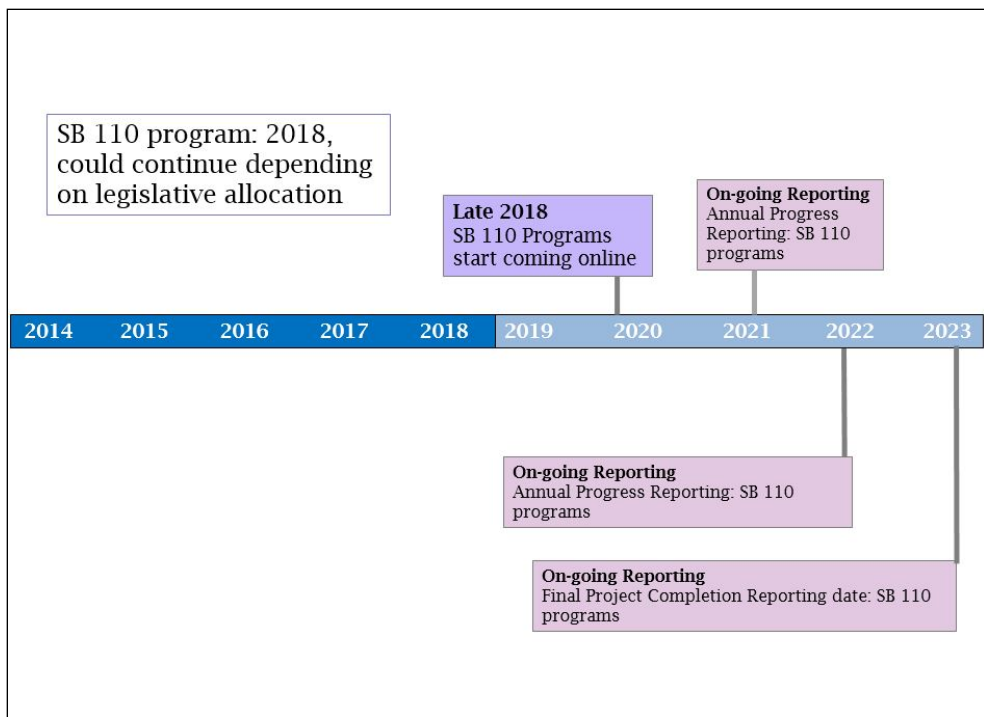 SB 110 program: 2018,
could continue depending
on legislative allocation
Late 2018
SB 110 Programs
start coming online
On-going Reporting
Annual Progress
Reporting: SB 110
programs
2014 2015 2016 2017 2018 2019 2020 2021 2022 2023
On-going Reporting
Annual Progress Reporting: SB 110
programs
On-going Reporting
Final Project Completion Reporting date: SB 110
programs